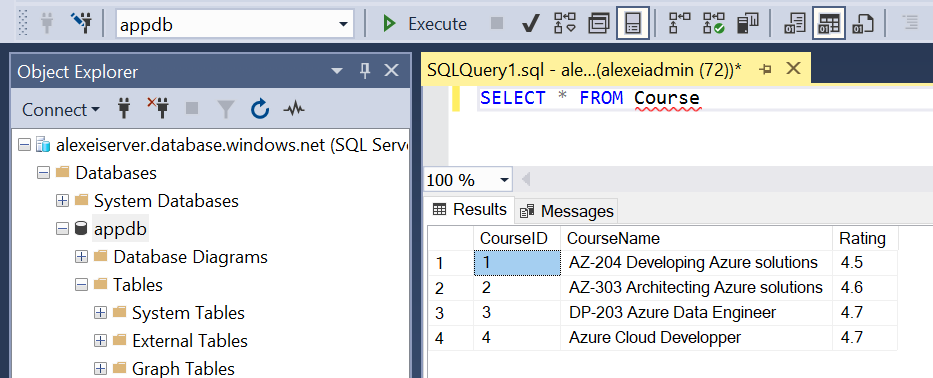 appdb
Execute
Object Explorer
Connect
alexeiserver.database.windows.net (SQL Serve
Databases
System Databases
appdb
Database Diagrams
Tables
System Tables
External Tables
Graph Tables
SQLQuery1.sql - ale...(alexeiadmin (72))*
SELECT * FROM Course
100 %
Results Messages
CourseID CourseName Rating
1 1 AZ-204 Developing Azure solutions 4.5
2 2 AZ-303 Architecting Azure solutions 4.6
3 3 DP-203 Azure Data Engineer 4.7
4 4 Azure Cloud Developper 4.7